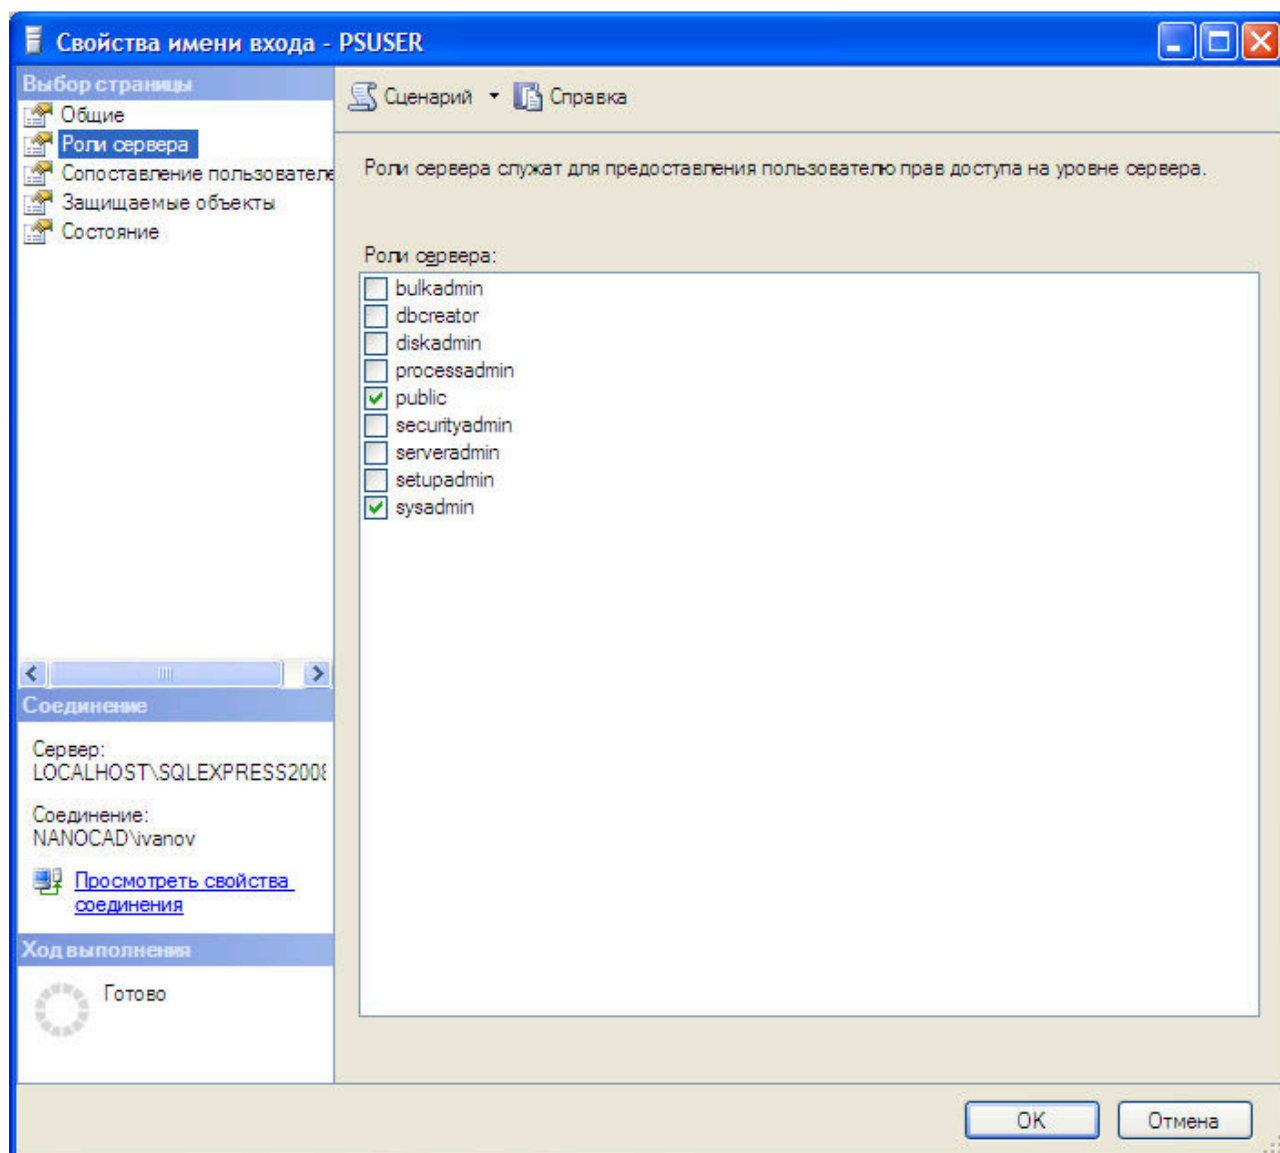 Свойства имени входа - PSUSER
Выбор страницы
Общие
Роли сервера
Сопоставление пользователе
Защищаемые объекты
Состояние
Сценарий
Справка
Роли сервера служат для предоставления пользователю прав доступа на уровне сервера.
Роли сервера:
bulkadmin
dbcreator
diskadmin
processadmin
public
securityadmin
serveradmin
setupadmin
sysadmin
Соединение
Сервер:
LOCALHOST\SQLEXPRESS2008
Соединение:
NANOCAD\ivanov
Просмотреть свойства
соединения
Ход выполнения
Готово
OK
Отмена